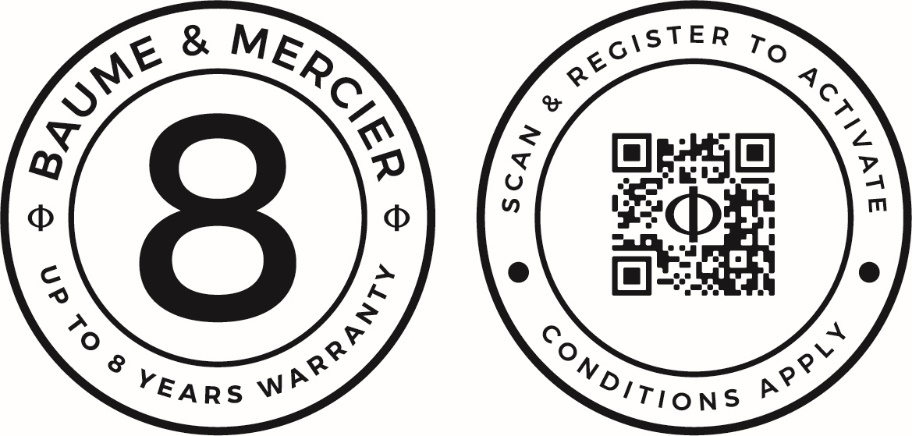 BAUME & MERCIER
Φ 8 Φ
UP TO 8 YEARS WARRANTY
SCAN & REGISTER TO ACTIVATE
Φ
CONDITIONS APPLY